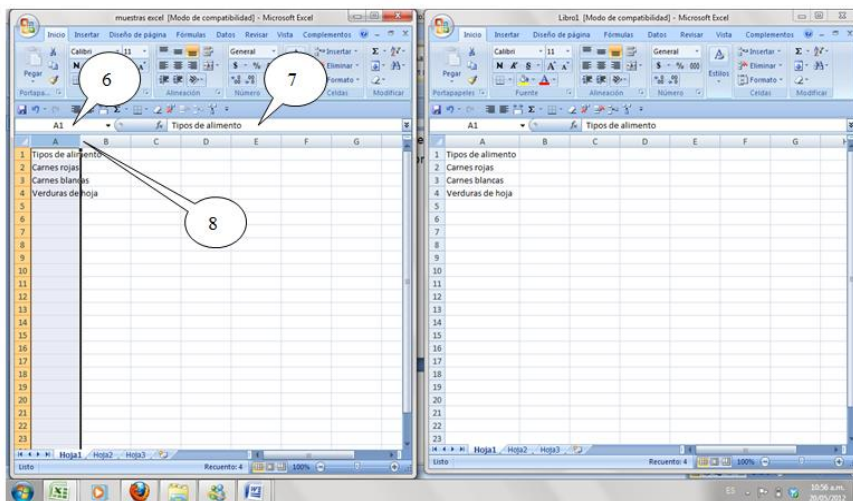 muestras excel [Modo de compatibilidad] - Microsoft Excel
Inicio Insertar Diseño de página Fórmulas Datos Revisar Vista Complementos
Calibri 11 General Insertar
Eliminar
Pegar Formato
Portapa... Alineación Número Celdas Modificar
6
7
A1 fx Tipos de alimento
A B C D E F G
1 Tipos de alimento
2 Carnes rojas
3 Carnes blancas
4 Verduras de hoja
5
6
7
8
9
10
11
12
13
14
15
16
17
18
19
20
21
22
23
8
Hoja1 Hoja2 Hoja3
Listo Recuento: 4 100%
Libro1 [Modo de compatibilidad] - Microsoft Excel
Inicio Insertar Diseño de página Fórmulas Datos Revisar Vista Complementos
Calibri 11 General Insertar
N K S Estilos Eliminar
Pegar Formato
Portapapeles Fuente Alineación Número Celdas Modificar
A1 fx Tipos de alimento
A B C D E F G H
1 Tipos de alimento
2 Carnes rojas
3 Carnes blancas
4 Verduras de hoja
5
6
7
8
9
10
11
12
13
14
15
16
17
18
19
20
21
22
23
Hoja1 Hoja2 Hoja3
Listo Recuento: 4 100%
ES 10:56 a.m.
20/05/2012